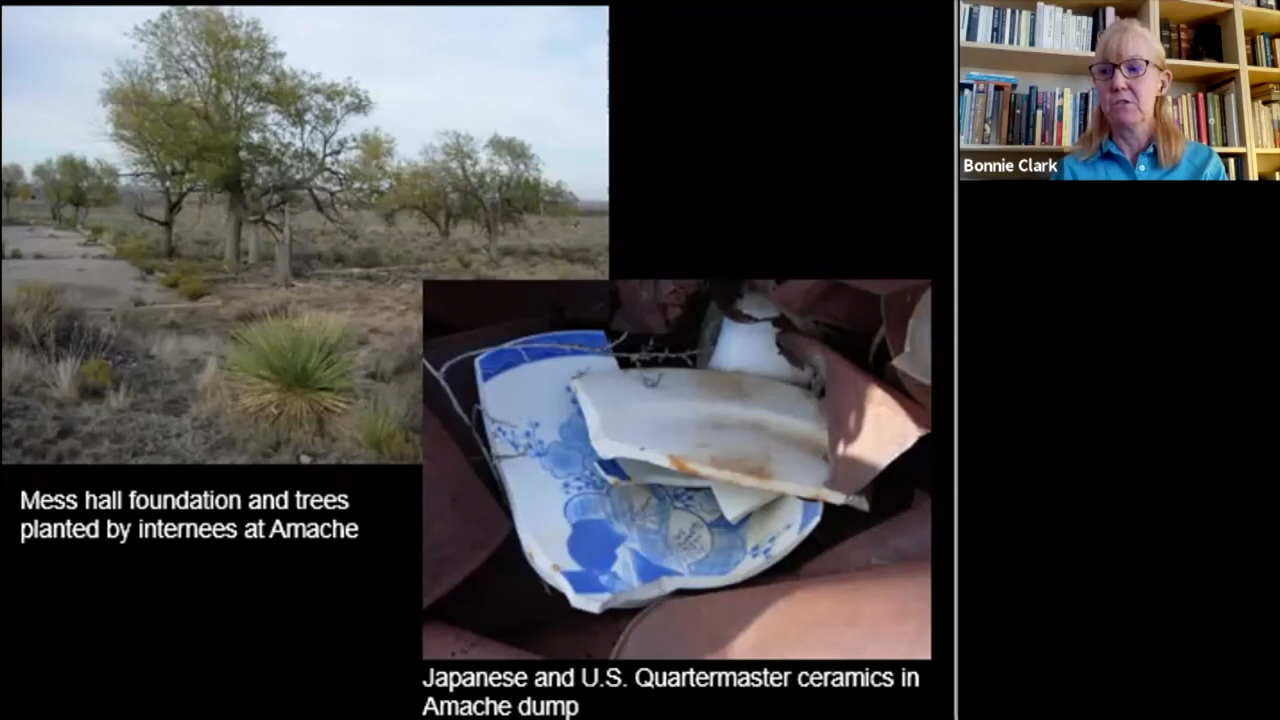 Bonnie Clark
Mess hall foundation and trees
planted by internees at Amache
Japanese and U.S. Quartermaster ceramics in
Amache dump